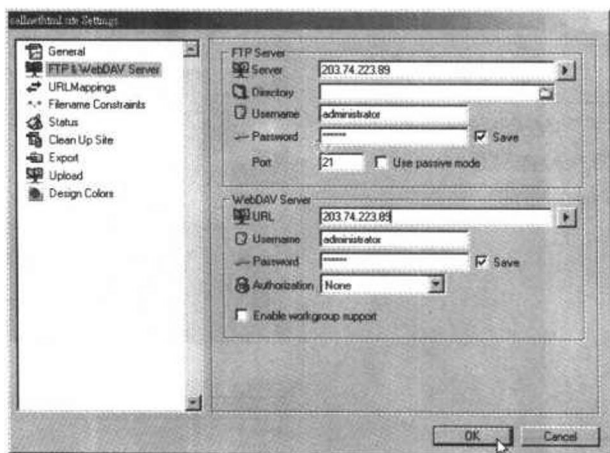 callnethtml.site Settings
General
FTP & WebDAV Server
URLMappings
Filename Constraints
Status
Clean Up Site
Export
Upload
Design Colors
FTP Server
Server 203.74.223.89
Directory
Username administrator
Password ******
Save
Port 21
Use passive mode
WebDAV Server
URL 203.74.223.89
Username administrator
Password ******
Save
Authorization None
Enable workgroup support
OK
Cancel